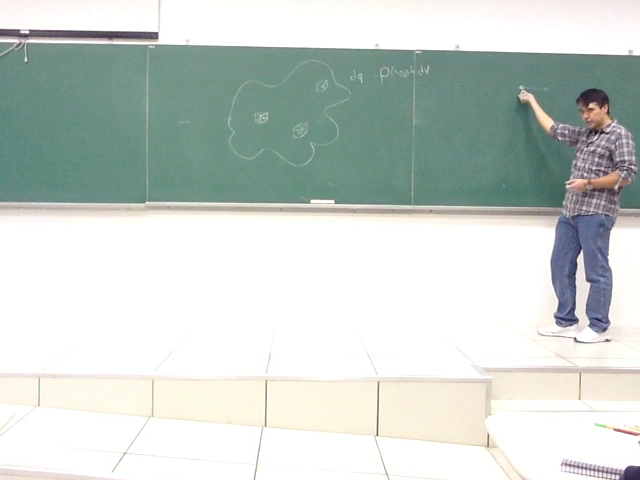 dq = ρ(x,y,z) dV